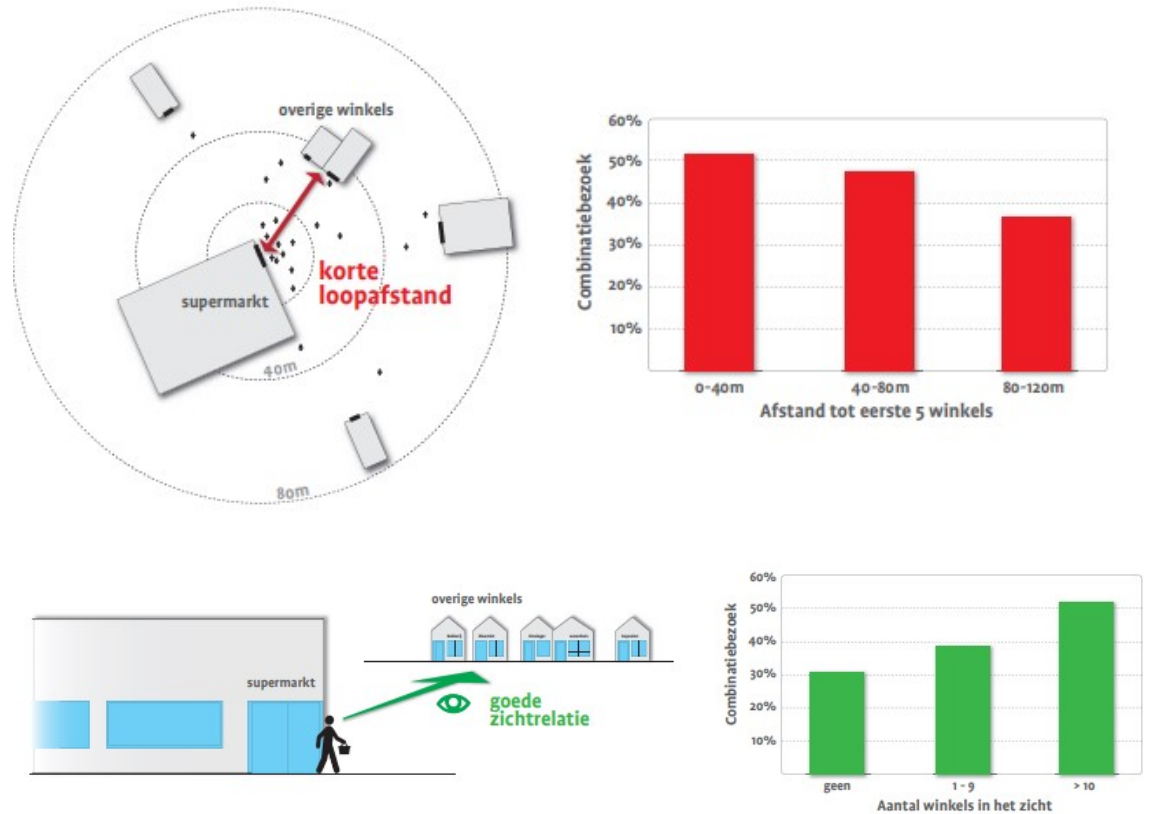 overige winkels
supermarkt
korte
loopafstand
40m
80m
60%
50%
40%
30%
20%
10%
Combinatiebezoek
0-40m
40-80m
80-120m
Afstand tot eerste 5 winkels
overige winkels
supermarkt
goede
zichtrelatie
60%
50%
40%
30%
20%
10%
Combinatiebezoek
geen
1 - 9
> 10
Aantal winkels in het zicht